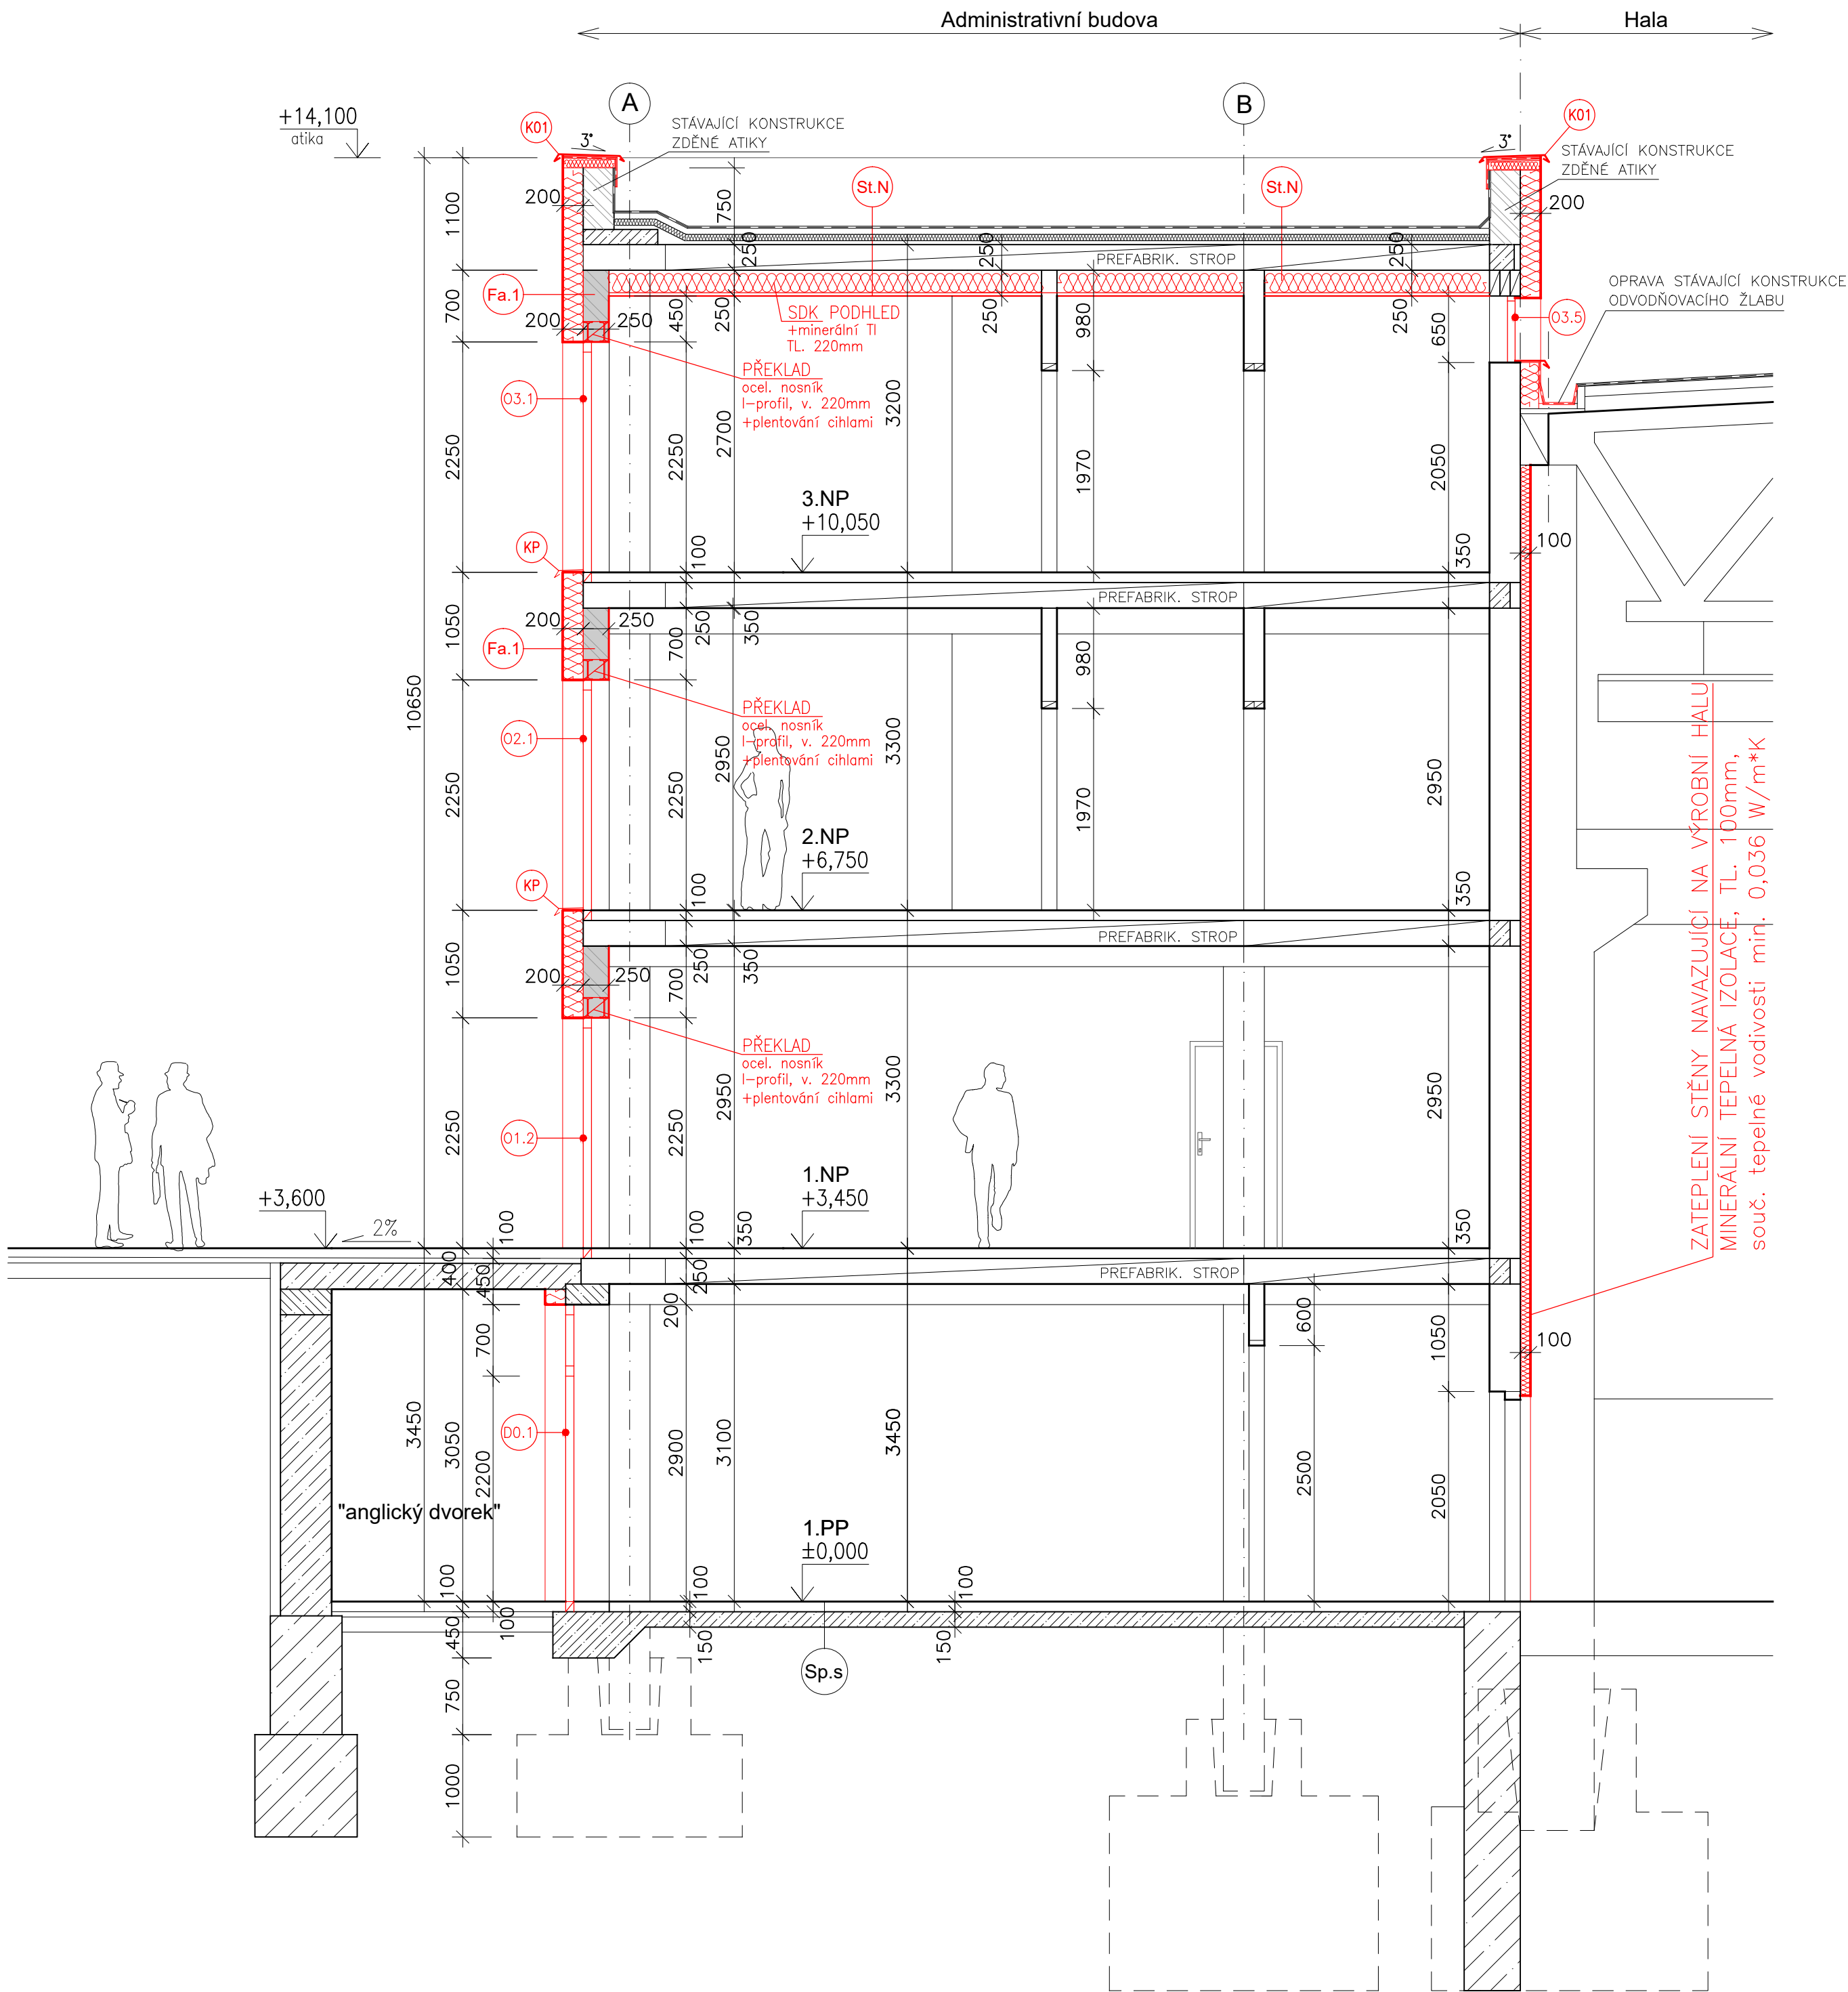 Administrativní budova
Hala
A
B
+14,100
atika
K01
3°
STÁVAJÍCÍ KONSTRUKCE
ZDĚNÉ ATIKY
K01
3°
STÁVAJÍCÍ KONSTRUKCE
ZDĚNÉ ATIKY
200
750
St.N
St.N
200
1100
250
250
250
PREFABRIK. STROP
OPRAVA STÁVAJÍCÍ KONSTRUKCE
ODVODŇOVACÍHO ŽLABU
Fa.1
700
200
250
450
250
SDK PODHLED
+minerální TI
TL. 220mm
250
980
250
650
03.5
PŘEKLAD
ocel. nosník
I-profil, v. 220mm
+plentování cihlami
03.1
2250
2250
2700
3200
1970
2050
3.NP
+10,050
KP
100
350
100
PREFABRIK. STROP
1050
200
250
250
350
700
Fa.1
980
10650
PŘEKLAD
ocel. nosník
I-profil, v. 220mm
+plentování cihlami
02.1
2250
2250
2950
3300
1970
2950
2.NP
+6,750
KP
100
350
PREFABRIK. STROP
1050
200
250
250
350
700
PŘEKLAD
ocel. nosník
I-profil, v. 220mm
+plentování cihlami
01.2
2250
2250
2950
3300
2950
ZATEPLENÍ STĚNY NAVAZUJÍCÍ NA VÝROBNÍ HALU
MINERÁLNÍ TEPELNÁ IZOLACE, TL. 100mm,
souč. tepelné vodivosti min. 0,036 W/m*K
1.NP
+3,450
+3,600
2%
100
100
350
350
400
450
250
PREFABRIK. STROP
200
700
600
1050
100
D0.1
3450
3050
2200
2900
3100
3450
2500
2050
"anglický dvorek"
1.PP
±0,000
100
100
100
450
100
150
150
Sp.s
750
1000